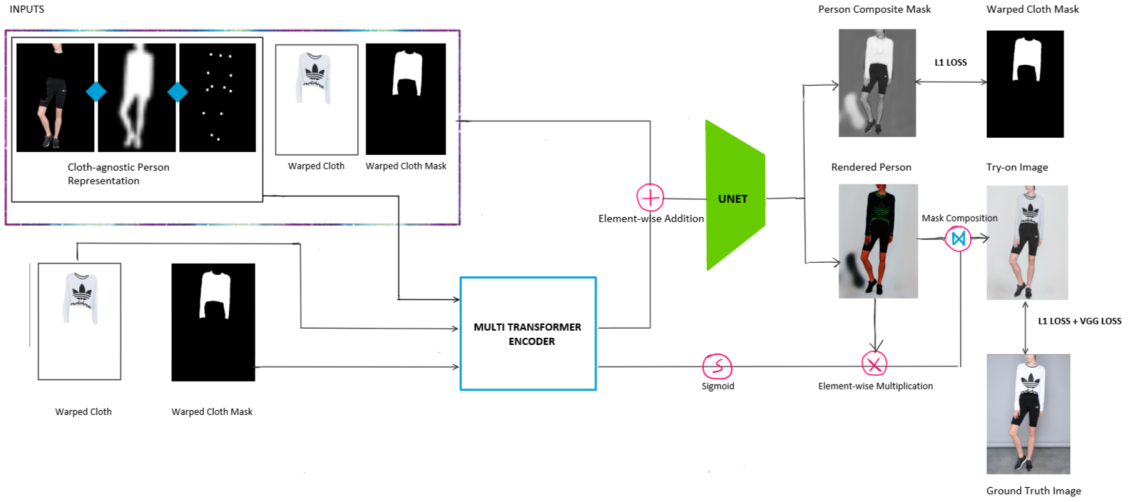 INPUTS
Person Composite Mask
Warped Cloth Mask
L1 LOSS
Warped Cloth
Warped Cloth Mask
Cloth-agnostic Person
Representation
Rendered Person
Try-on Image
UNET
Element-wise Addition
Mask Composition
MULTI TRANSFORMER
ENCODER
L1 LOSS + VGG LOSS
S
Sigmoid
Element-wise Multiplication
Warped Cloth
Warped Cloth Mask
Ground Truth Image